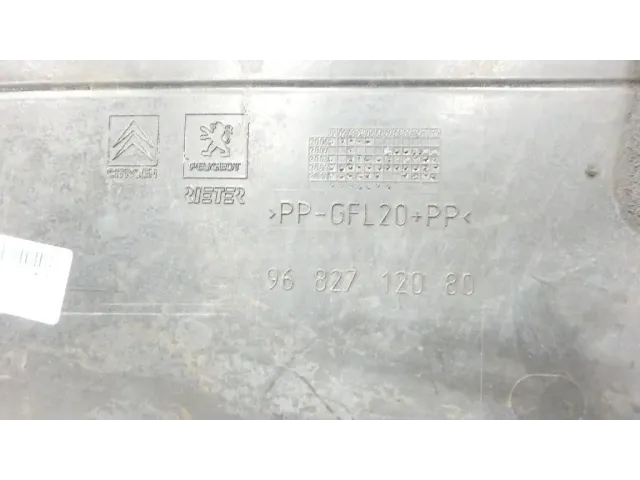 CITROËN
PEUGEOT
RIETER
>PP-GFL20+PP<
96 827 120 80